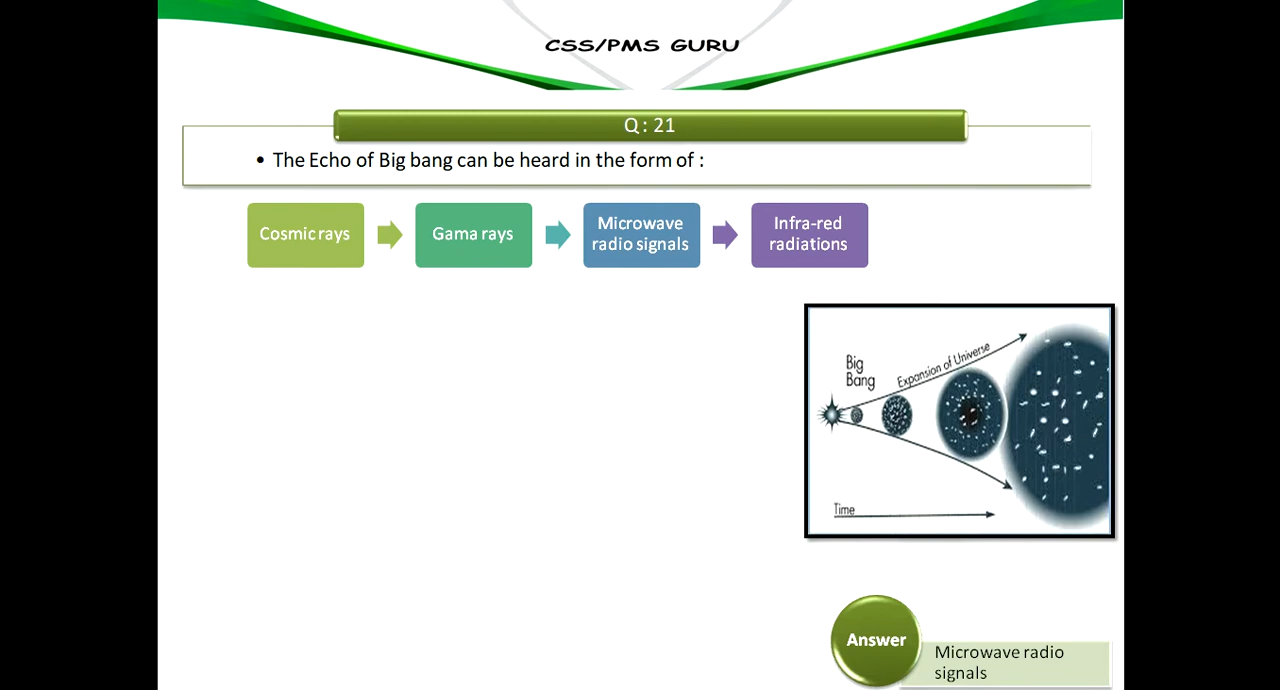 CSS/PMS GURU
Q : 21
• The Echo of Big bang can be heard in the form of :
Cosmic rays
Gama rays
Microwave
radio signals
Infra-red
radiations
Big
Bang
Expansion of Universe
Time
Answer
Microwave radio
signals